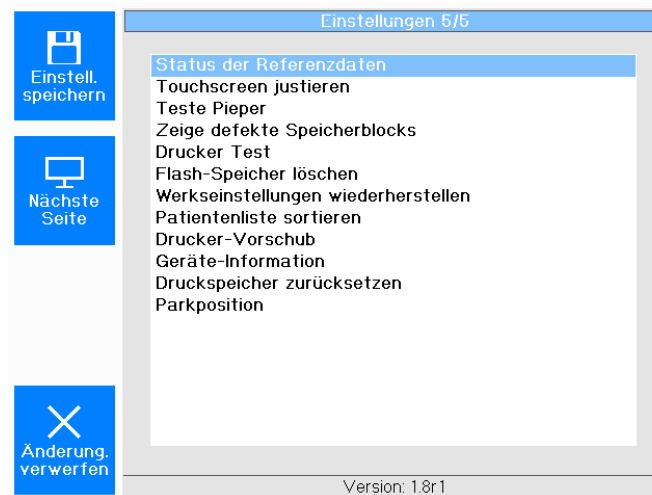 Einstellungen 5/5
Einstell.
speichern
Nächste
Seite
Änderung.
verwerfen
Status der Referenzdaten
Touchscreen justieren
Teste Pieper
Zeige defekte Speicherblocks
Drucker Test
Flash-Speicher löschen
Werkseinstellungen wiederherstellen
Patientenliste sortieren
Drucker-Vorschub
Geräte-Information
Druckspeicher zurücksetzen
Parkposition
Version: 1.8r1